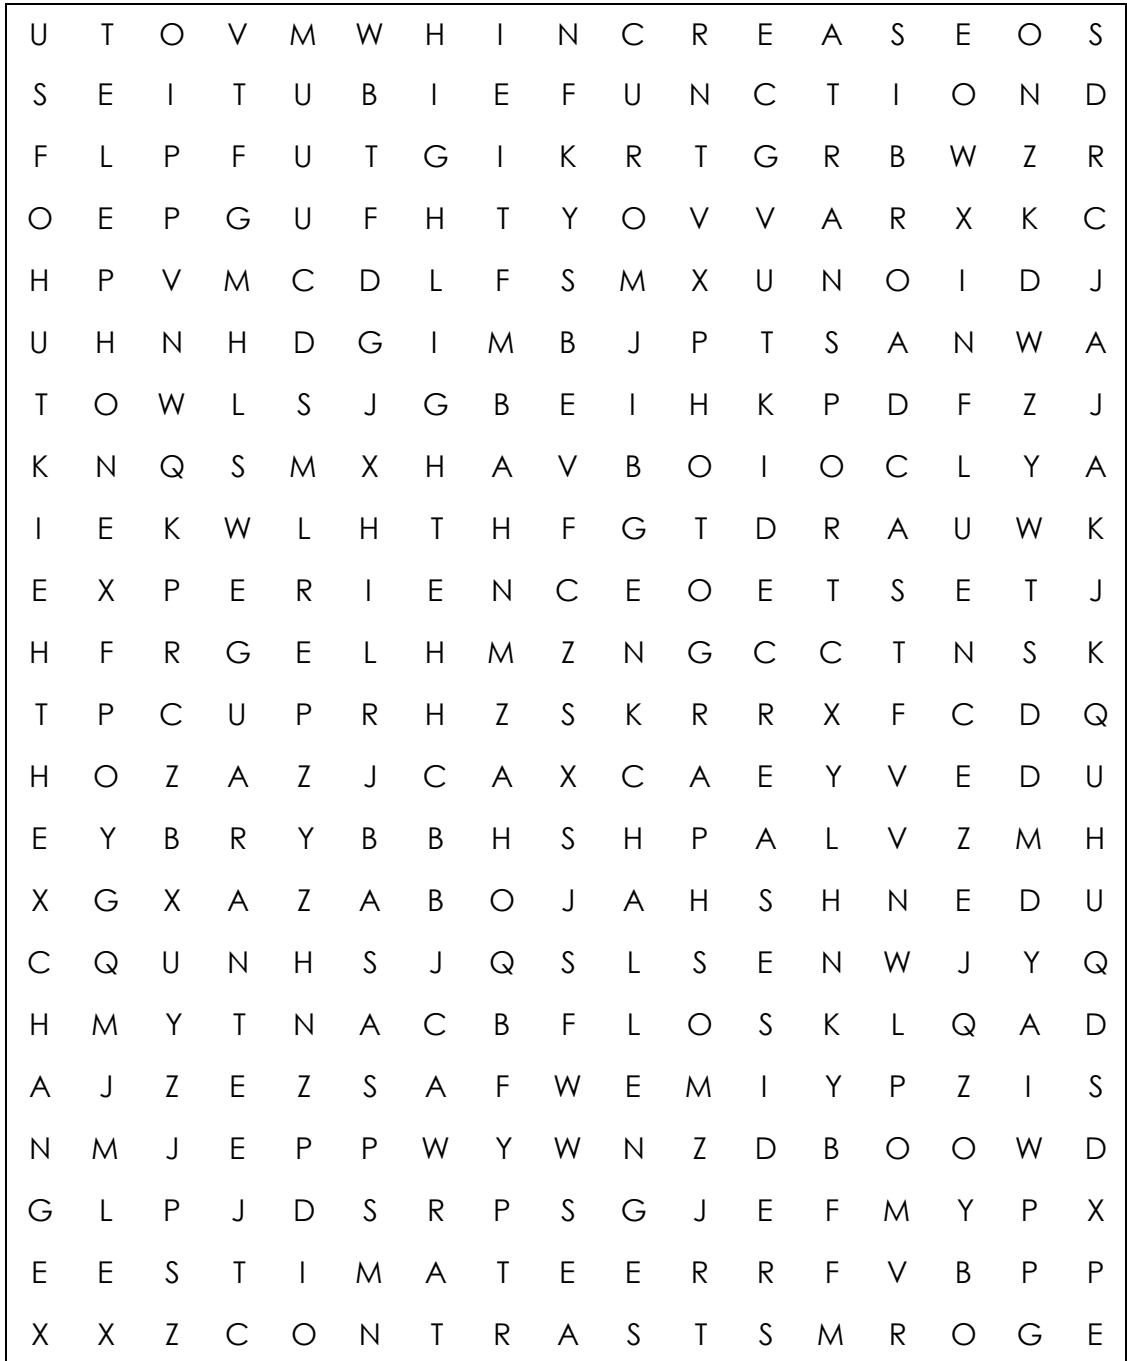 U T O V M W H I N C R E A S E O S
S E I T U B I E F U N C T I O N D
F L P F U T G I K R T G R B W Z R
O E P G U F H T Y O V V A R X K C
H P V M C D L F S M X U N O I D J
U H N H D G I M B J P T S A N W A
T O W L S J G B E I H K P D F Z J
K N Q S M X H A V B O I O C L Y A
I E K W L H T H F G T D R A U W K
E X P E R I E N C E O E T S E T J
H F R G E L H M Z N G C C T N S K
T P C U P R H Z S K R R X F C D Q
H O Z A Z J C A X C A E Y V E D U
E Y B R Y B B H S H P A L V Z M H
X G X A Z A B O J A H S H N E D U
C Q U N H S J Q S L S E N W J Y Q
H M Y T N A C B F L O S K L Q A D
A J Z E Z S A F W E M I Y P Z I S
N M J E P P W Y W N Z D B O O W D
G L P J D S R P S G J E F M Y P X
E E S T I M A T E E R R F V B P P
X X Z C O N T R A S T S M R O G E